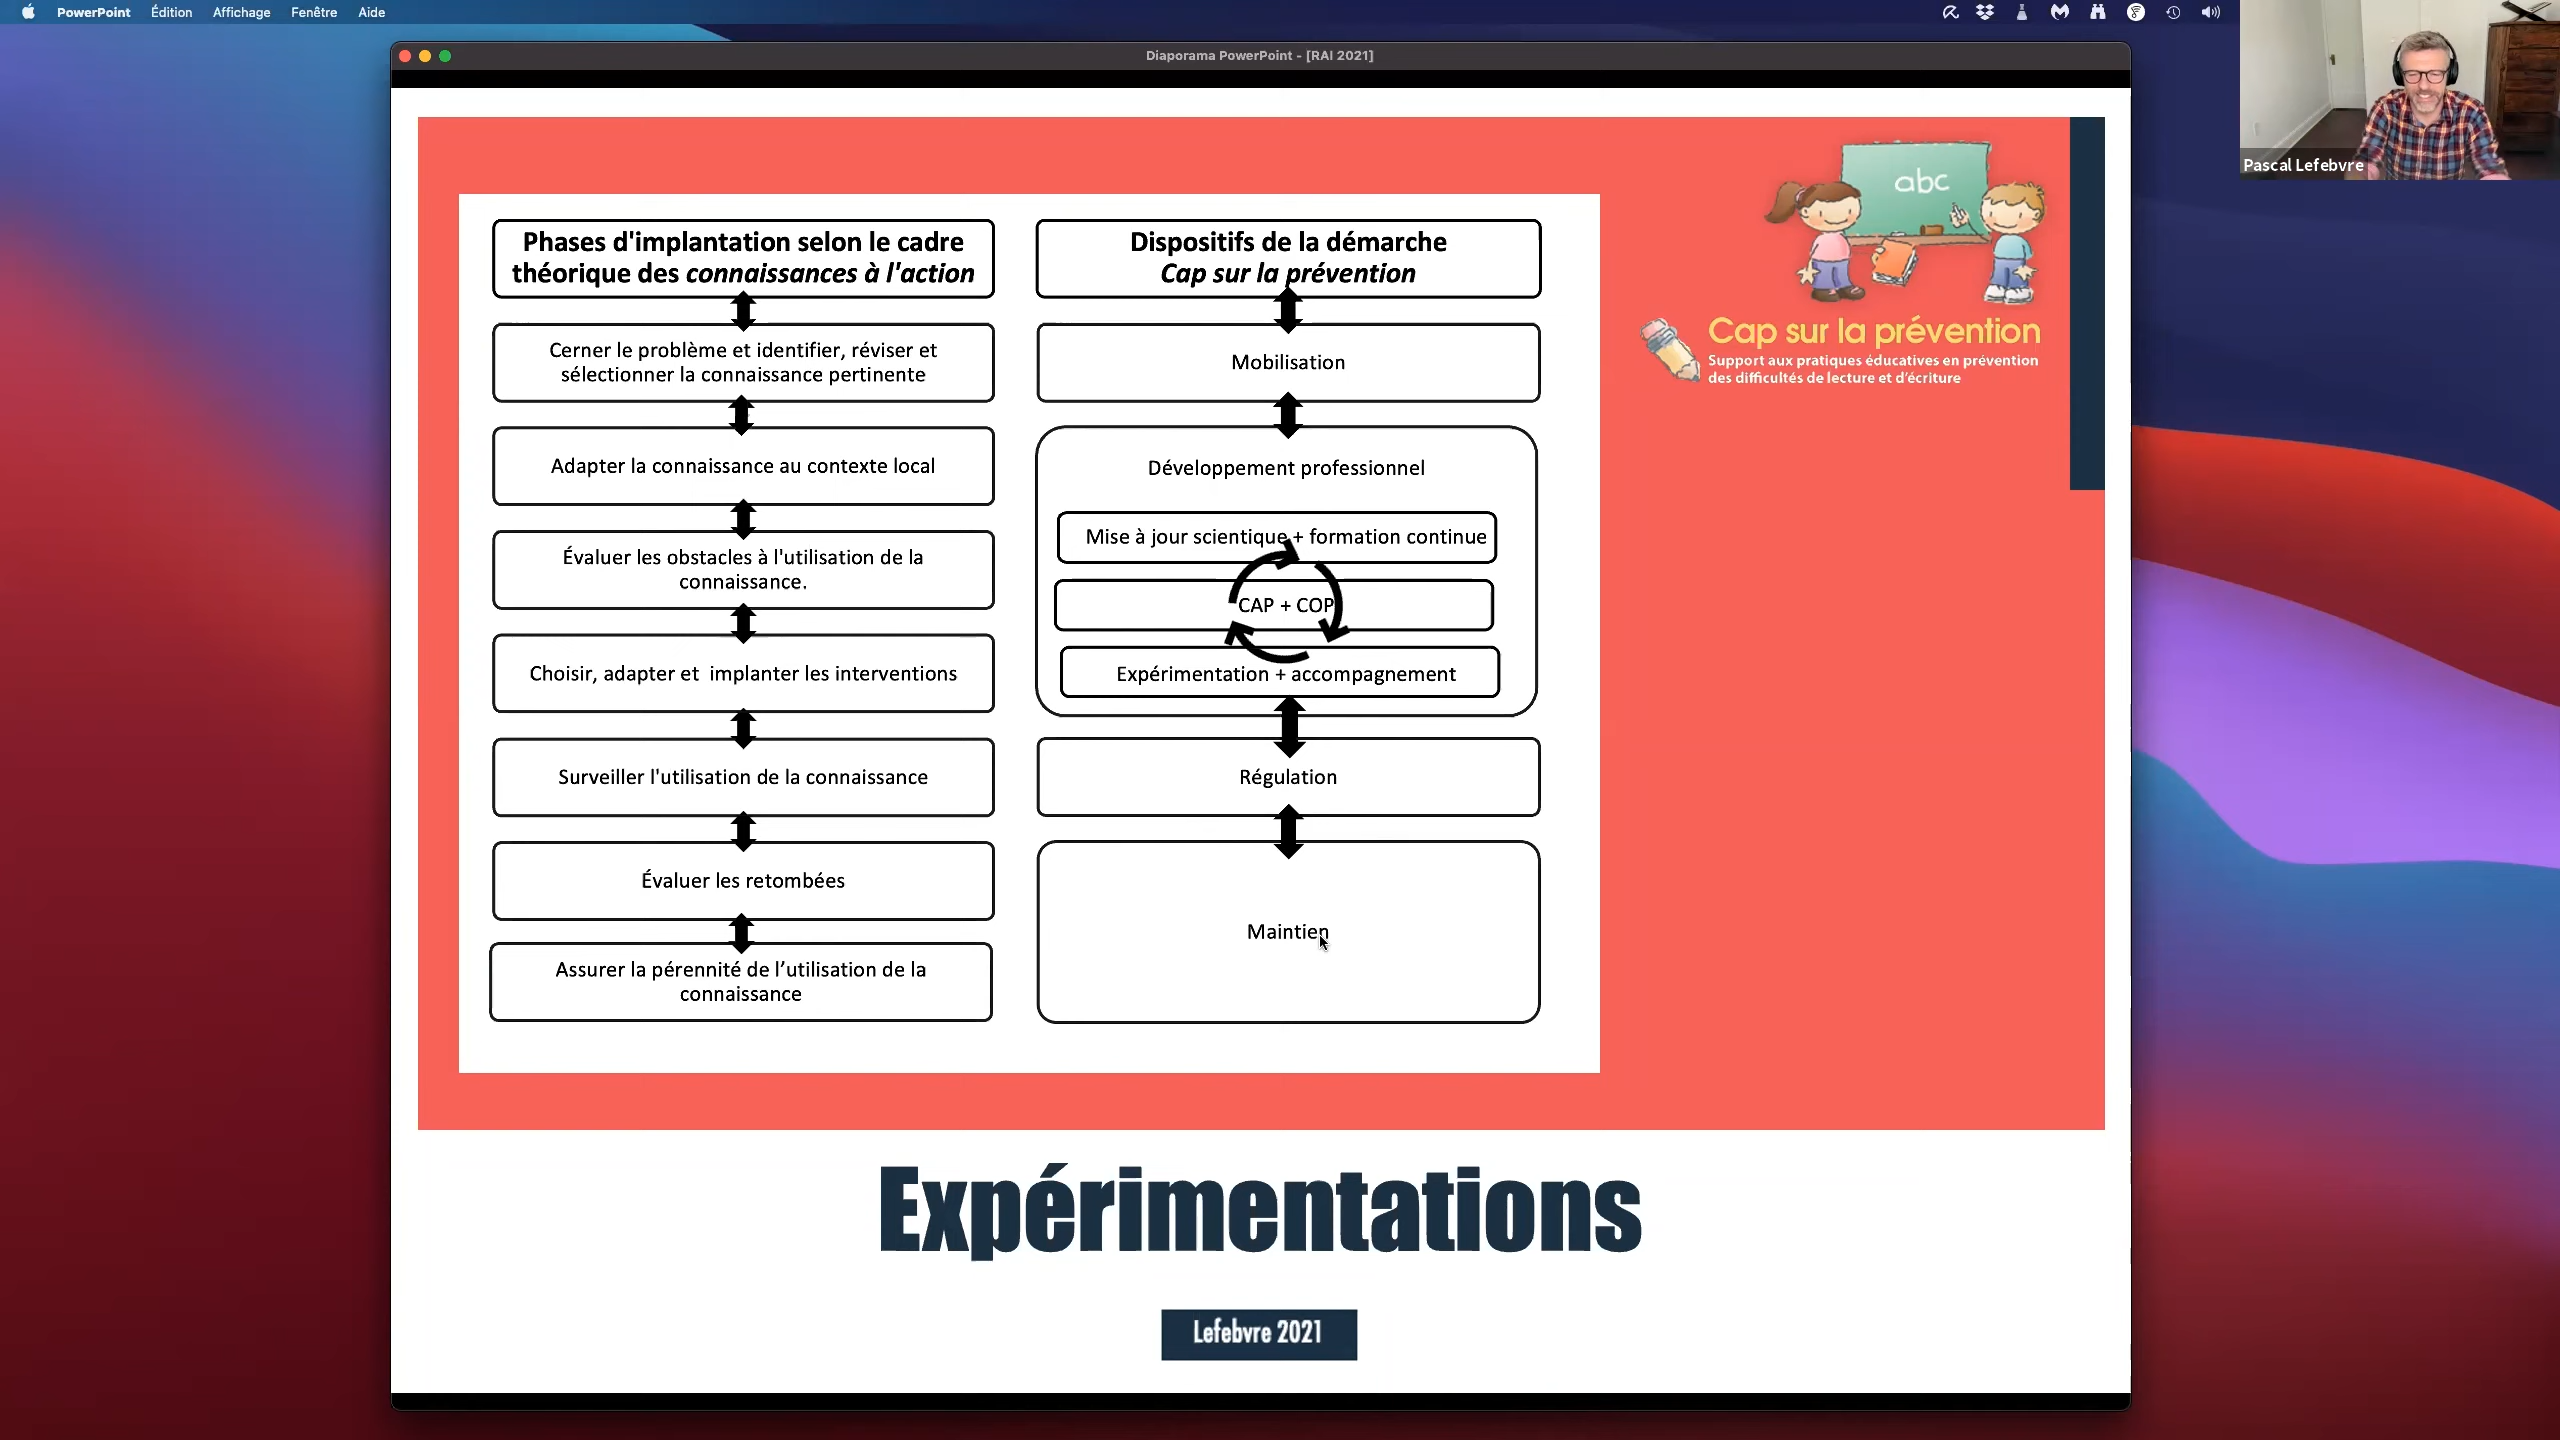 PowerPoint Édition Affichage Fenêtre Aide
Diaporama PowerPoint - [RAI 2021]
Pascal Lefebvre
Phases d'implantation selon le cadre
théorique des connaissances à l'action
Cerner le problème et identifier, réviser et
sélectionner la connaissance pertinente
Adapter la connaissance au contexte local
Évaluer les obstacles à l'utilisation de la
connaissance.
Choisir, adapter et implanter les interventions
Surveiller l'utilisation de la connaissance
Évaluer les retombées
Assurer la pérennité de l’utilisation de la
connaissance
Dispositifs de la démarche
Cap sur la prévention
Mobilisation
Développement professionnel
Mise à jour scientique + formation continue
CAP + COP
Expérimentation + accompagnement
Régulation
Maintien
abc
Cap sur la prévention
Support aux pratiques éducatives en prévention
des difficultés de lecture et d'écriture
Expérimentations
Lefebvre 2021